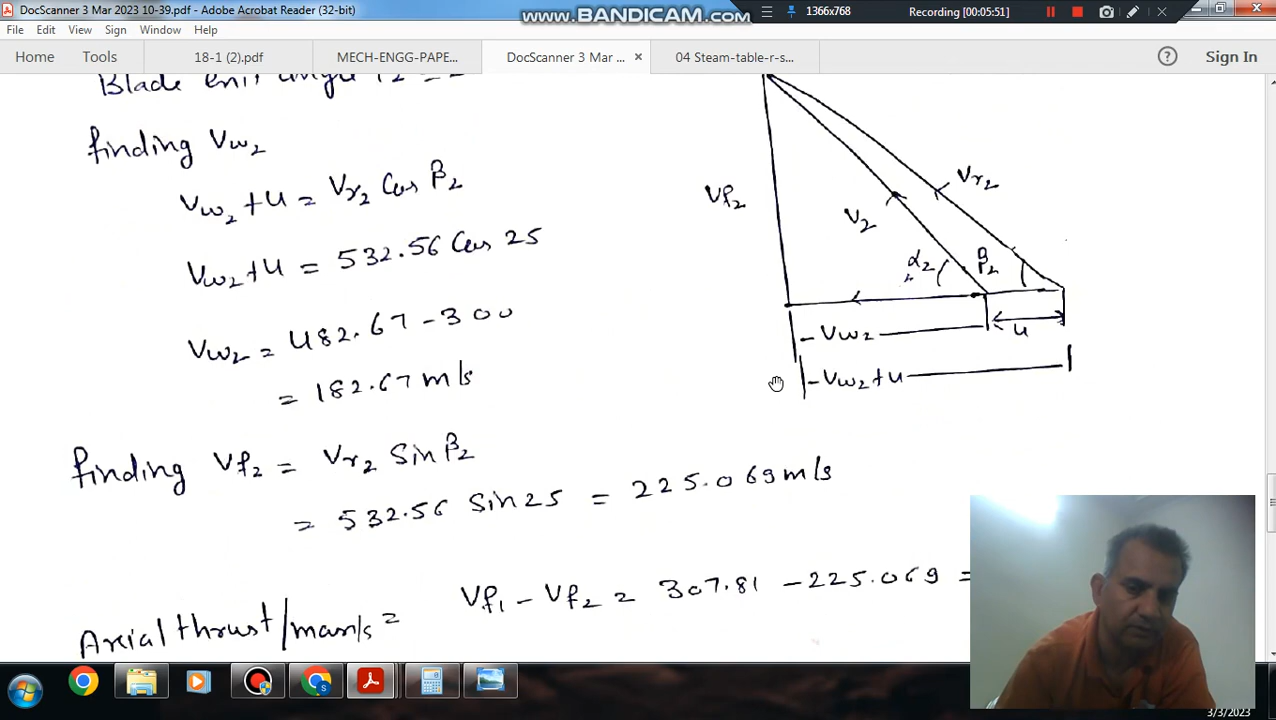 DocScanner 3 Mar 2023 10-39.pdf - Adobe Acrobat Reader (32-bit)
www.BANDICAM.com
1366x768
Recording [00:05:51]
File Edit View Sign Window Help
Home Tools 18-1 (2).pdf MECH-ENGG-PAPE... DocScanner 3 Mar ... × 04 Steam-table-r-s... ? Sign In
Blade exit angle
finding Vw2
Vw2 + u = Vr2 Cos β2
Vw2 + u = 532.56 Cos 25
Vw2 = 482.67 - 300
= 182.67 m/s
Vf2
V2
Vr2
α2
β2
Vw2
u
Vw2 + u
finding Vf2 = Vr2 Sin β2
= 532.56 Sin 25 = 225.069 m/s
Axial thrust/mass/s = Vf1 - Vf2 = 307.81 - 225.069 =
3/3/2023